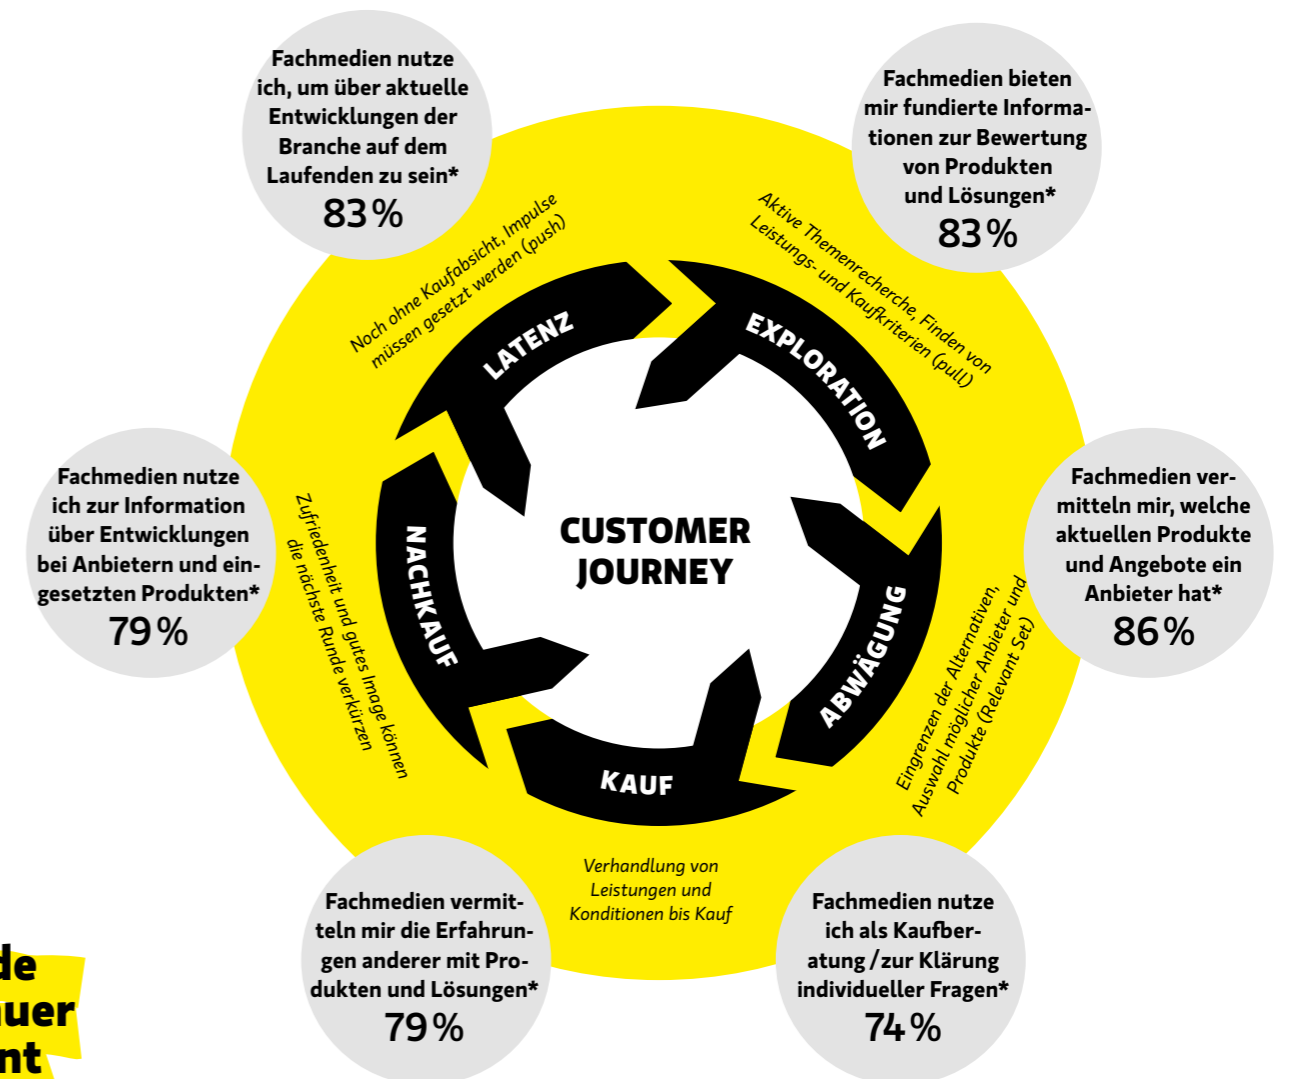 Fachmedien nutze
ich, um über aktuelle
Entwicklungen der
Branche auf dem
Laufenden zu sein*
83 %
Fachmedien bieten
mir fundierte Informa-
tionen zur Bewertung
von Produkten
und Lösungen*
83 %
Noch ohne Kaufabsicht, Impulse
müssen gesetzt werden (push)
Aktive Themenrecherche, Finden von
Leistungs- und Kaufkriterien (pull)
LATENZ
EXPLORATION
Fachmedien nutze
ich zur Information
über Entwicklungen
bei Anbietern und ein-
gesetzten Produkten*
79 %
Zufriedenheit und gutes Image können
die nächste Runde verkürzen
NACHKAUF
CUSTOMER
JOURNEY
ABWÄGUNG
Eingrenzen der Alternativen,
Auswahl möglicher Anbieter und
Produkte (Relevant Set)
Fachmedien ver-
mitteln mir, welche
aktuellen Produkte
und Angebote ein
Anbieter hat*
86 %
KAUF
Verhandlung von
Leistungen und
Konditionen bis Kauf
Fachmedien vermit-
teln mir die Erfahrun-
gen anderer mit Pro-
dukten und Lösungen*
79 %
Fachmedien nutze
ich als Kaufber-
atung / zur Klärung
individueller Fragen*
74 %